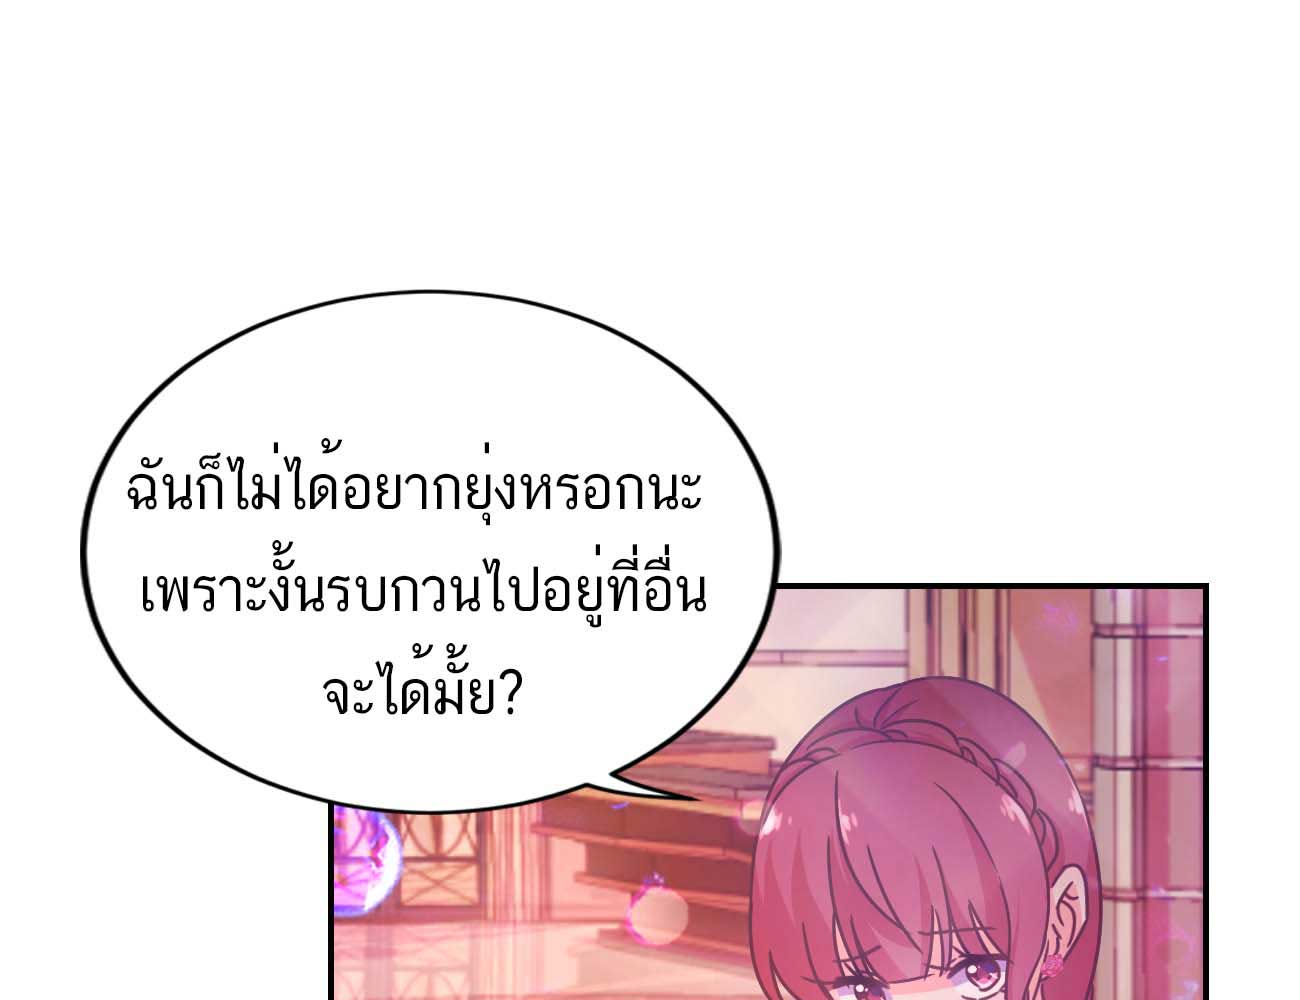 ฉันก็ไม่ได้อยากยุ่งหรอกนะ
เพราะงั้นรบกวนไปอยู่ที่อื่น
จะได้มั้ย?